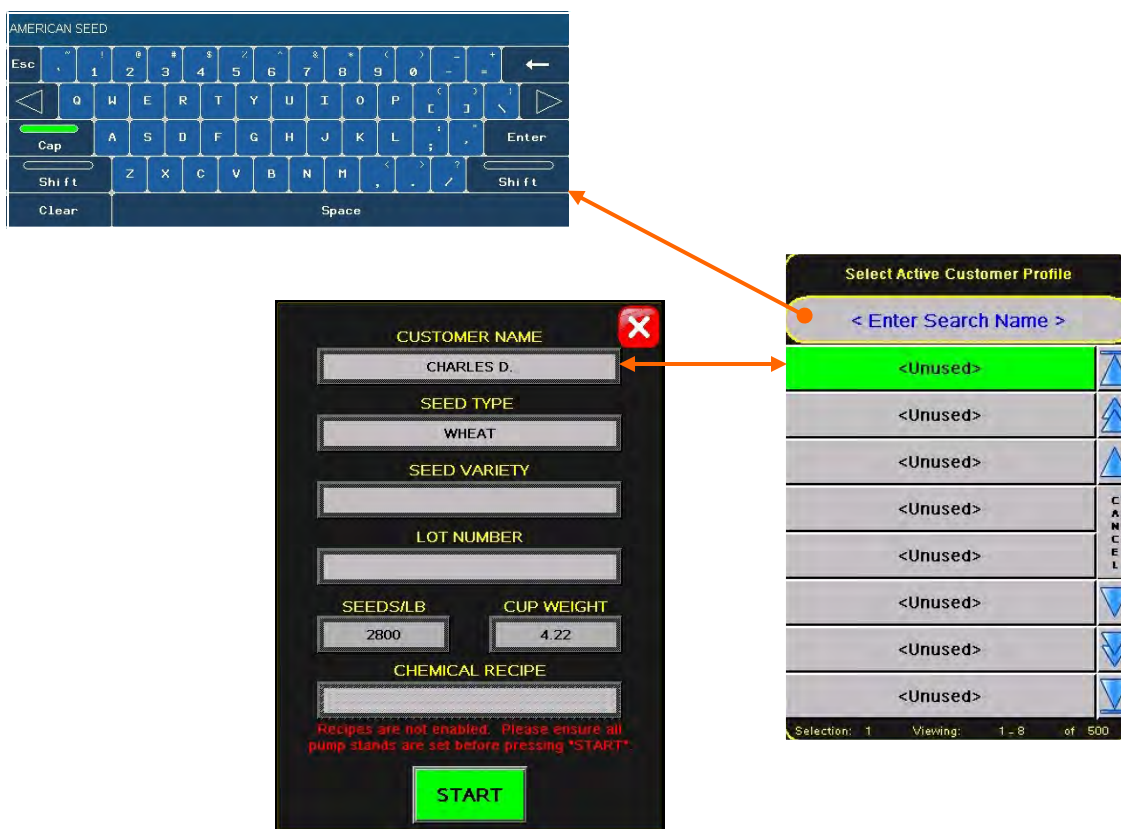 AMERICAN SEED
Esc ~ ` ! 1 @ 2 # 3 $ 4 % 5 ^ 6 & 7 * 8 ( 9 ) 0 _ - + =
Q W E R T Y U I O P { [ } ] | \
Cap A S D F G H J K L : ; " ' Enter
Shift Z X C V B N M < , > . ? / Shift
Clear Space
Select Active Customer Profile
< Enter Search Name >
<Unused>
<Unused>
<Unused>
<Unused>
<Unused>
<Unused>
<Unused>
<Unused>
CANCEL
Selection: 1 Viewing: 1 - 8 of 500
CUSTOMER NAME
CHARLES D.
SEED TYPE
WHEAT
SEED VARIETY
LOT NUMBER
SEEDS/LB CUP WEIGHT
2800 4.22
CHEMICAL RECIPE
Recipes are not enabled. Please ensure all
pump stands are set before pressing "START"
START